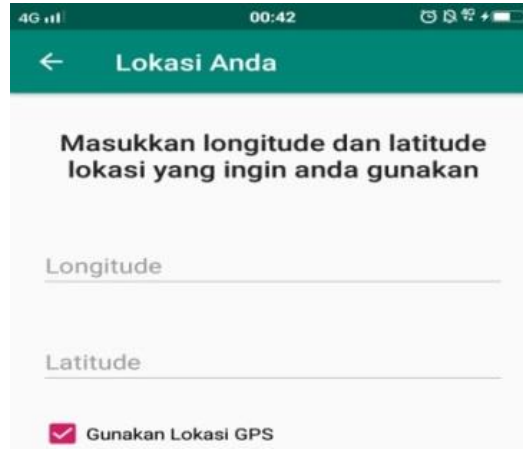 4G 00:42
Lokasi Anda
Masukkan longitude dan latitude
lokasi yang ingin anda gunakan
Longitude
Latitude
Gunakan Lokasi GPS